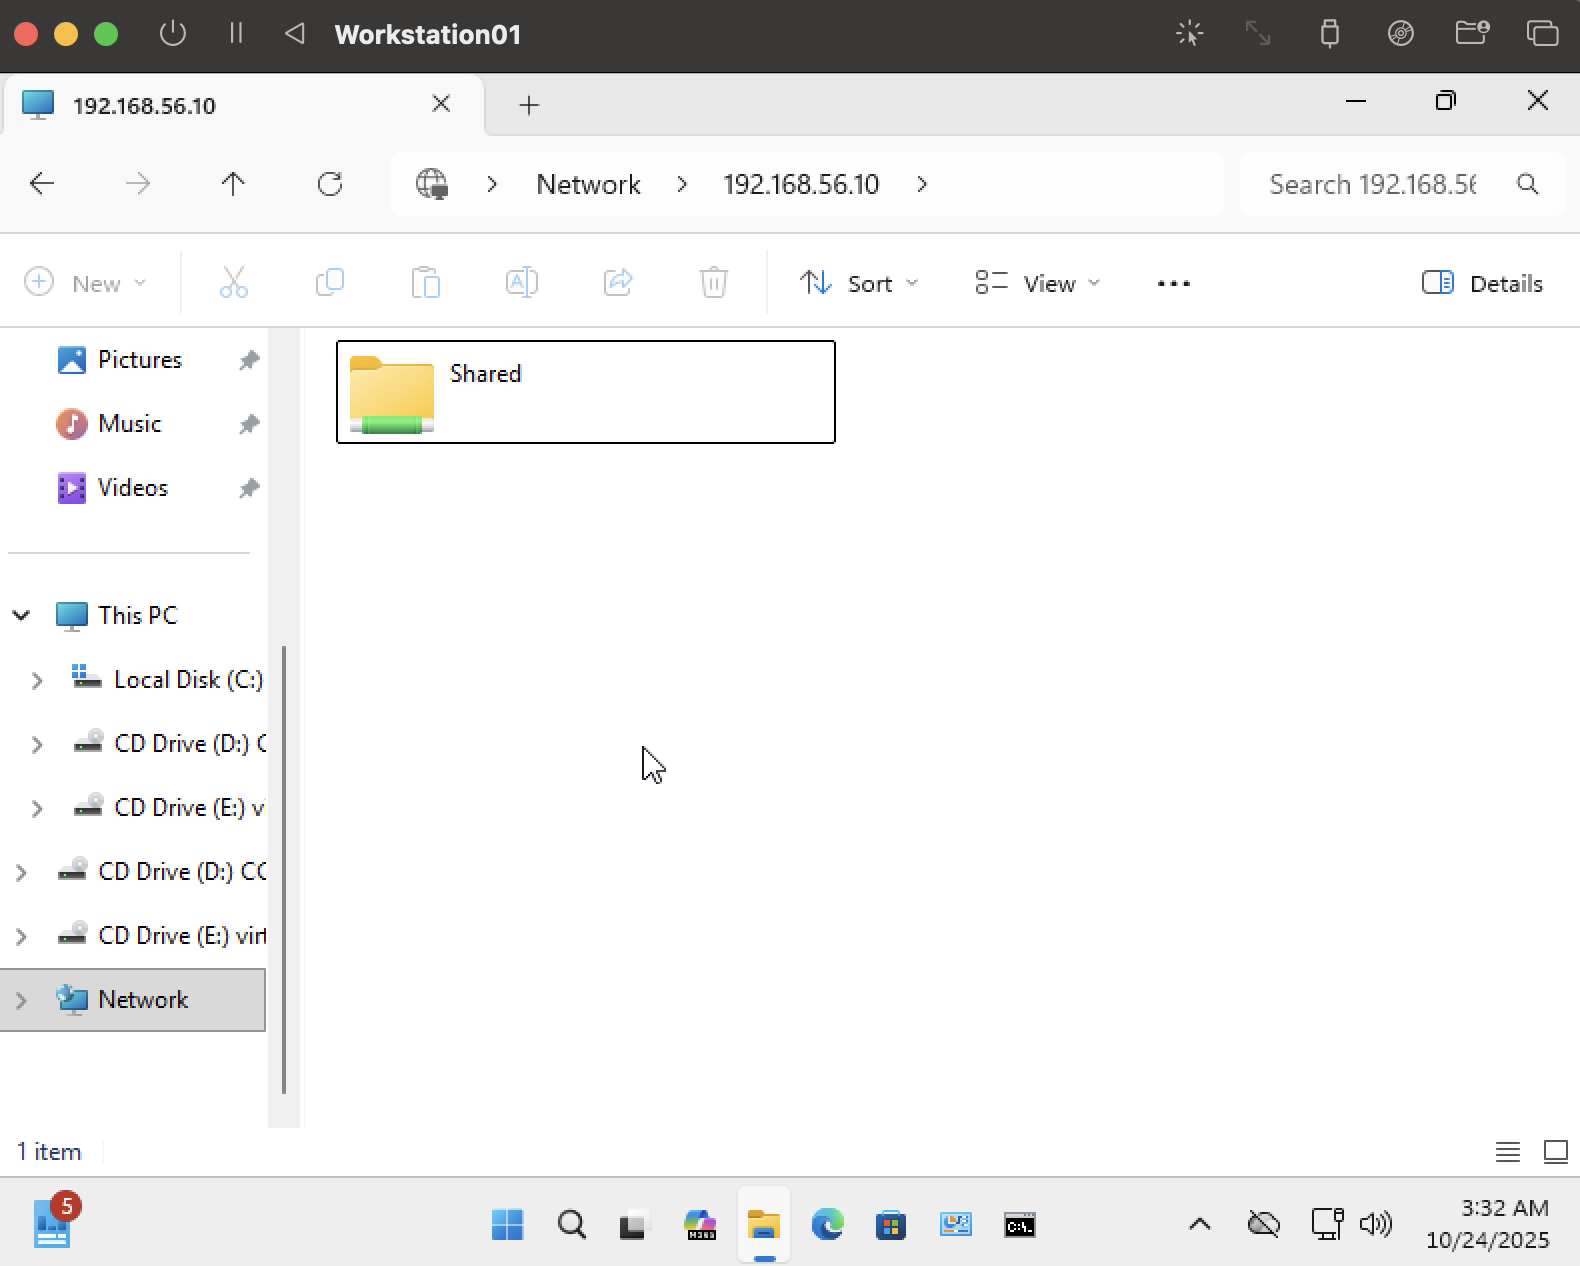 Workstation01
192.168.56.10
Network 192.168.56.10
Search 192.168.56
New
Sort
View
Details
Pictures
Music
Videos
This PC
Local Disk (C:)
CD Drive (D:) C
CD Drive (E:) v
CD Drive (D:) CC
CD Drive (E:) virt
Network
Shared
1 item
5
M365
C:\.
3:32 AM
10/24/2025